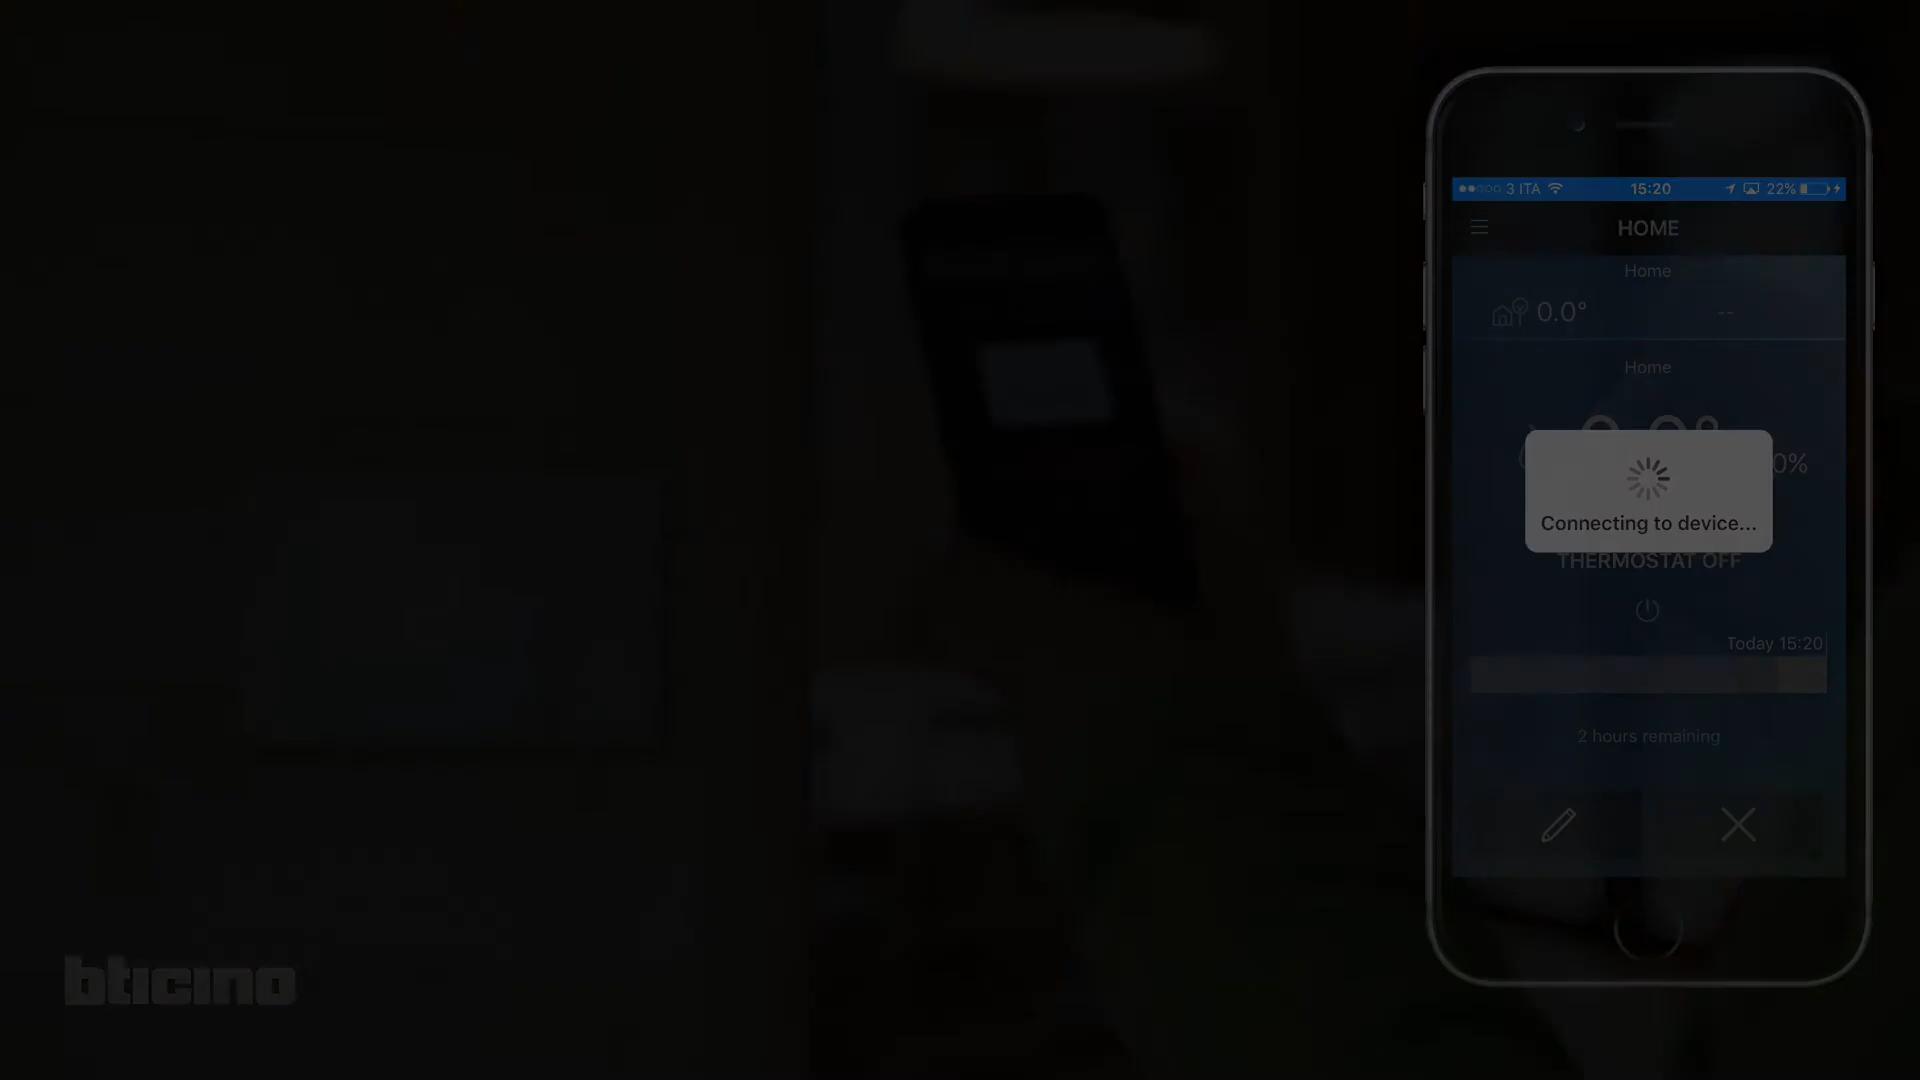 3 ITA 15:20 22%
HOME
Home
0.0° --
Home
0%
Connecting to device...
THERMOSTAT OFF
Today 15:20
2 hours remaining
bticino